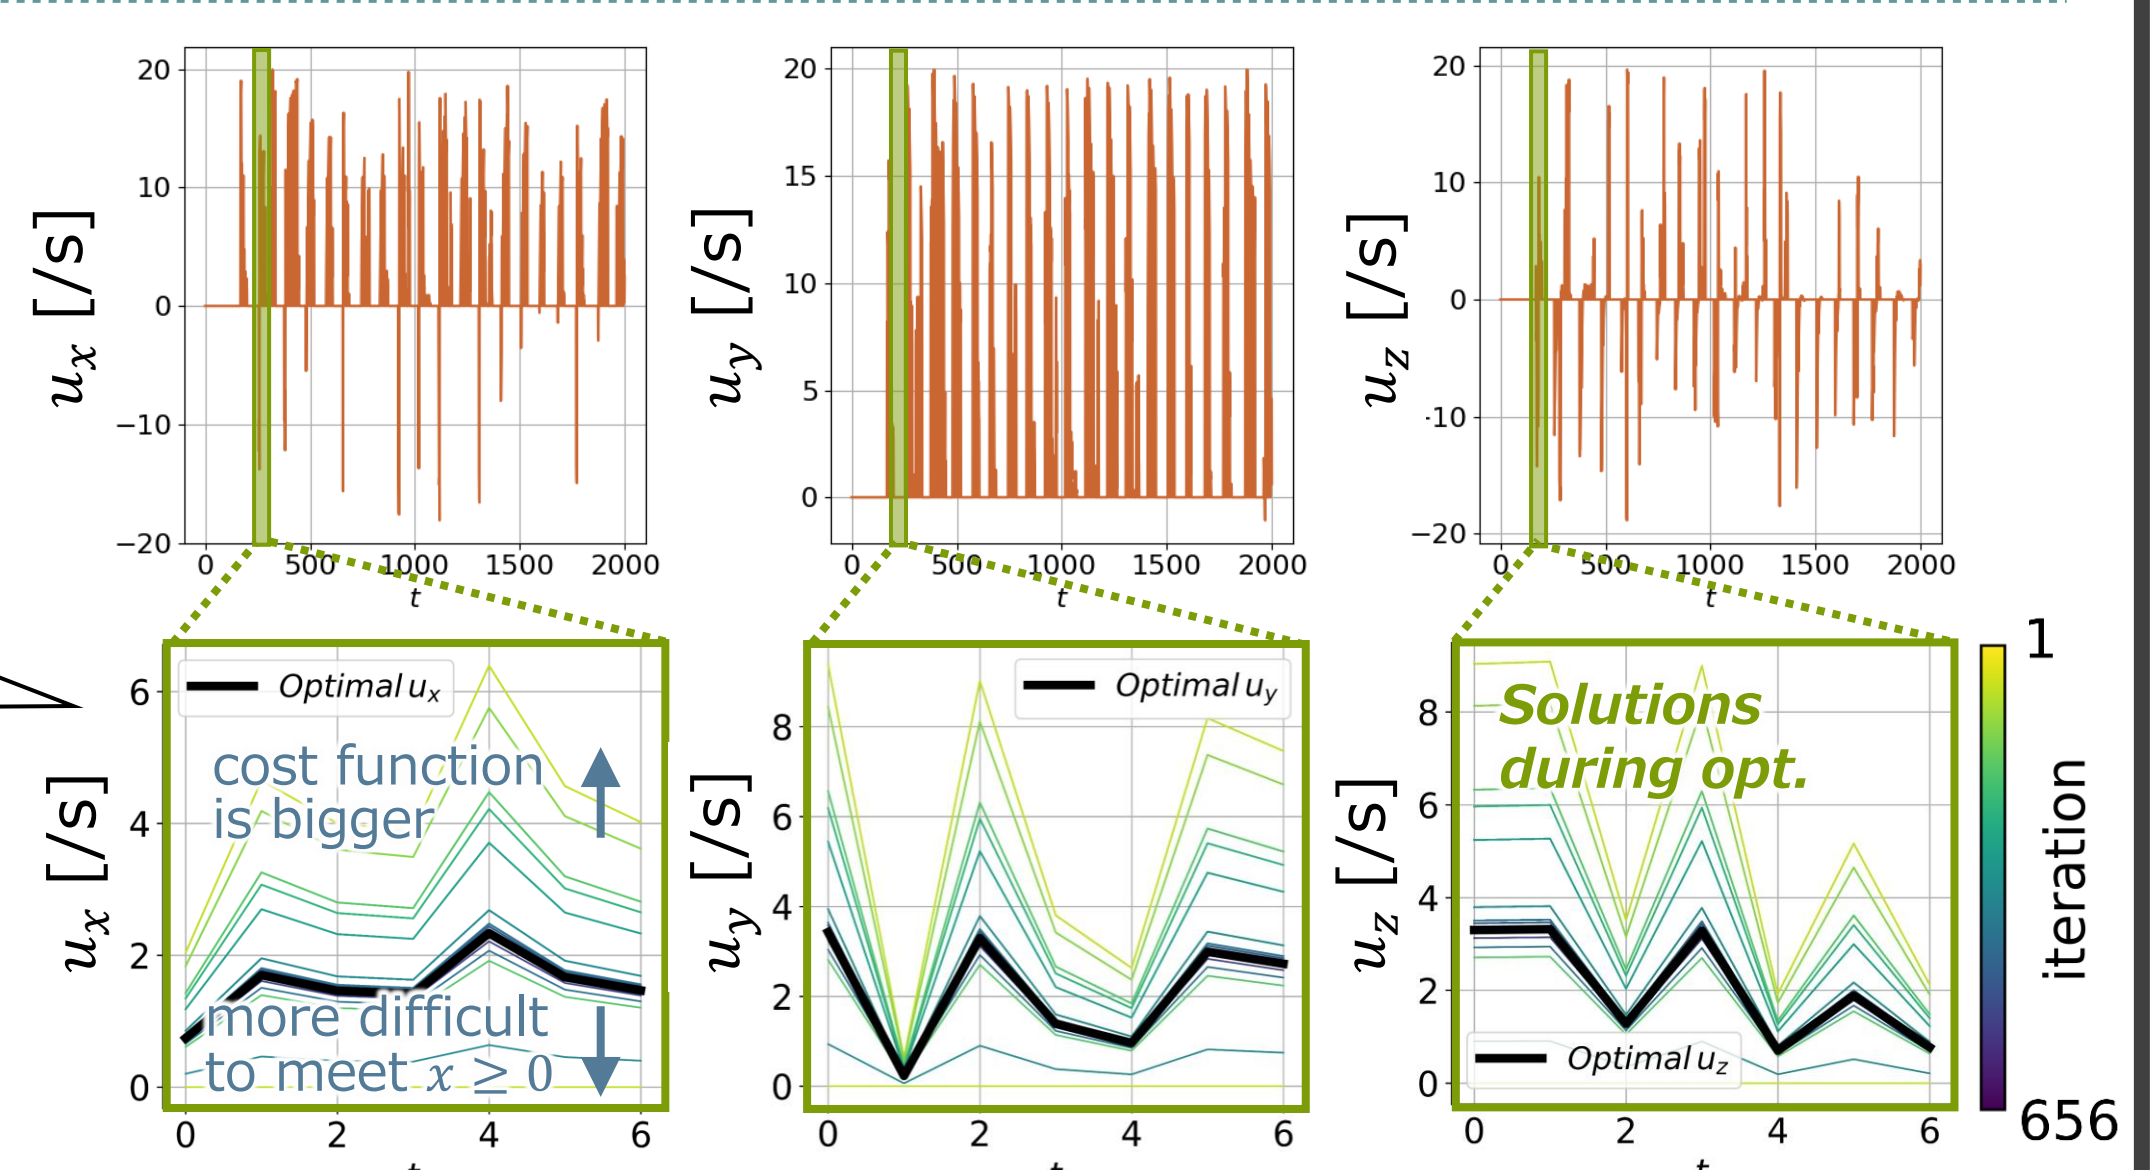 20
10
0
−10
−20
u_x [/s]
0 500 1000 1500 2000
t
20
15
10
5
0
u_y [/s]
0 500 1000 1500 2000
t
20
10
0
-10
−20
u_z [/s]
0 500 1000 1500 2000
t
Optimal u_x
6
4
2
0
u_x [/s]
cost function
is bigger
more difficult
to meet x ≥ 0
0 2 4 6
t
Optimal u_y
8
6
4
2
0
u_y [/s]
0 2 4 6
t
Solutions
during opt.
8
6
4
2
0
u_z [/s]
Optimal u_z
0 2 4 6
t
1
iteration
656